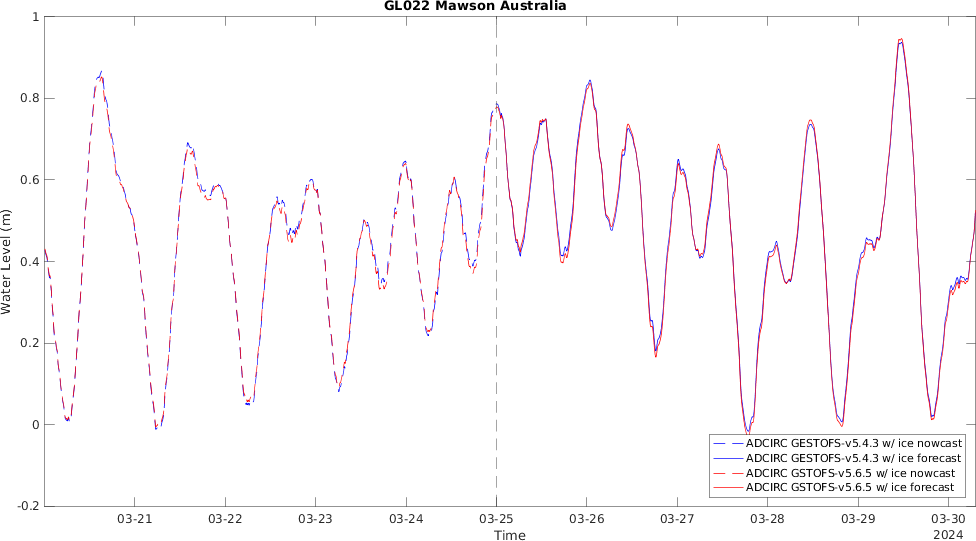 GL022 Mawson Australia
1
0.8
0.6
0.4
0.2
0
-0.2
Water Level (m)
ADCIRC GESTOFS-v5.4.3 w/ ice nowcast
ADCIRC GESTOFS-v5.4.3 w/ ice forecast
ADCIRC GSTOFS-v5.6.5 w/ ice nowcast
ADCIRC GSTOFS-v5.6.5 w/ ice forecast
03-21 03-22 03-23 03-24 03-25 03-26 03-27 03-28 03-29 03-30
Time 2024